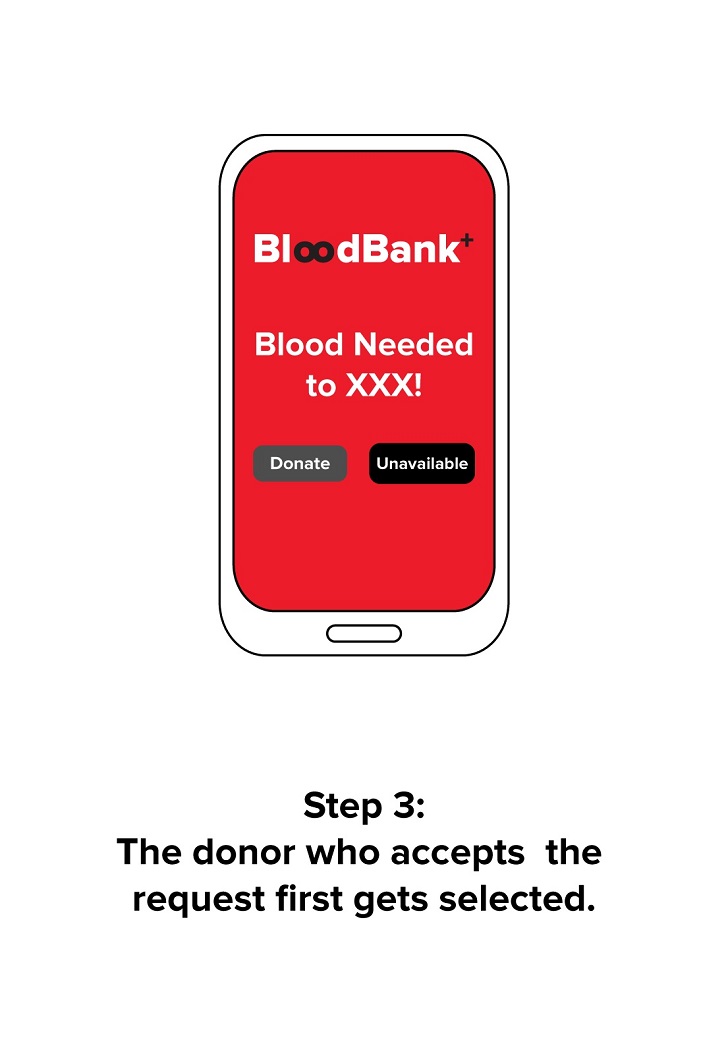 BloodBank+
Blood Needed
to XXX!
Donate
Unavailable
Step 3:
The donor who accepts the
request first gets selected.